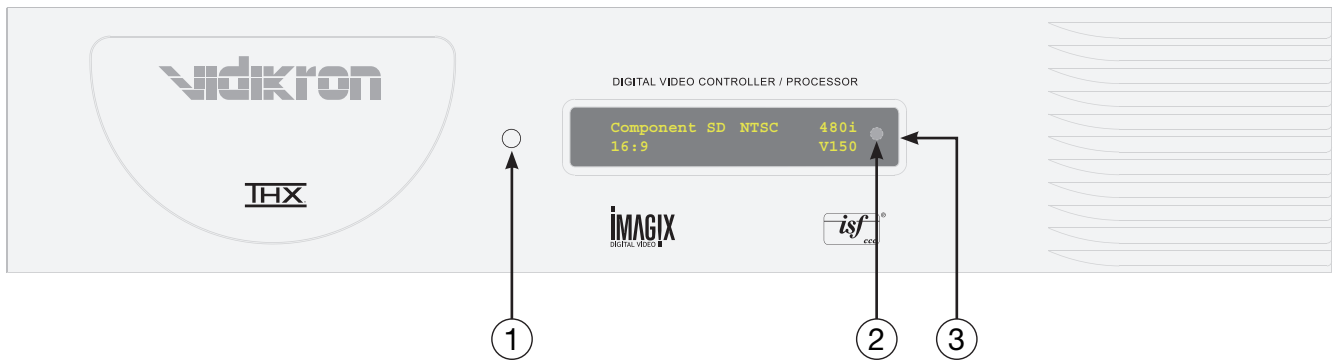 Vidikron
THX
DIGITAL VIDEO CONTROLLER / PROCESSOR
Component SD NTSC 480i
16:9 V150
iMAGIX
DIGITAL VIDEO
isf®
ccc
1 2 3